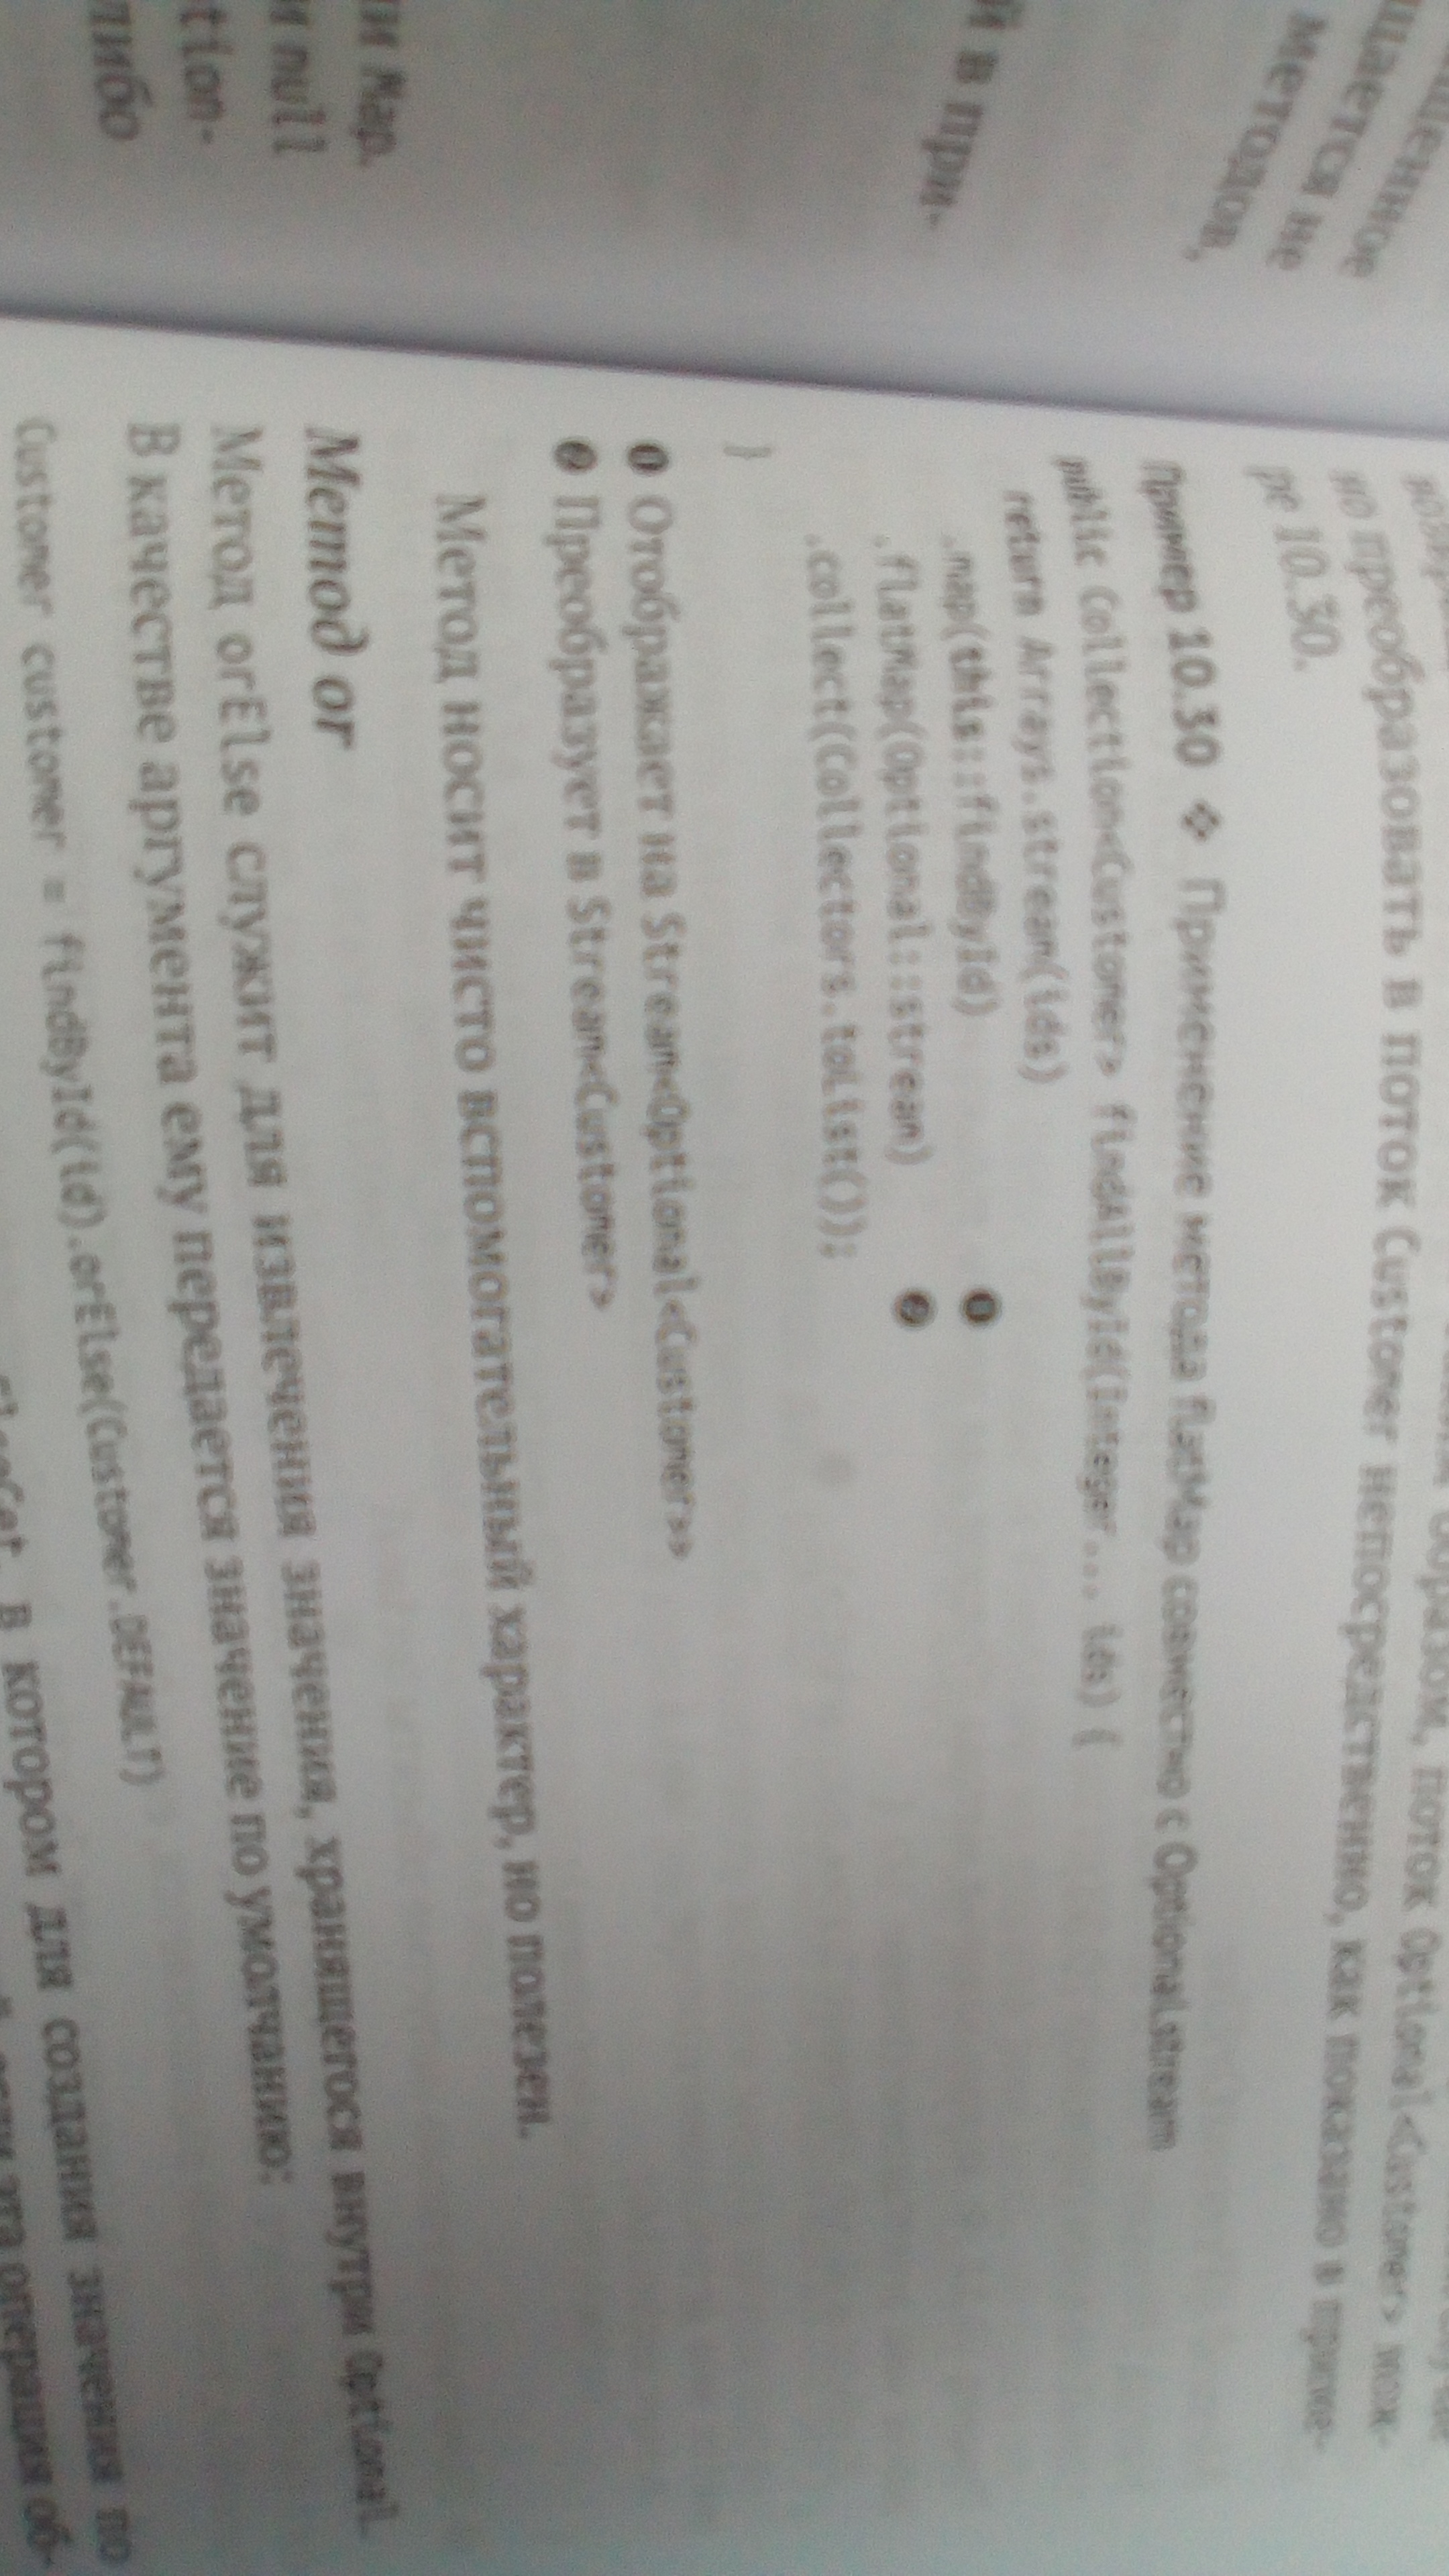 щенное
щается не
методов,
й в при-
ии Map.
и null
tion-
либо
образом, поток Optional<Customer> мож-
но преобразовать в поток Customer непосредственно, как показано в приме-
ре 10.30.
Пример 10.30 ❖ Применение метода flatMap совместно с Optional.stream
public Collection<Customer> findAllById(Integer... ids) {
return Arrays.stream(ids)
.map(this::findById) ❶
.flatMap(Optional::stream) ❷
.collect(Collectors.toList());
}
❶ Отображает на Stream<Optional<Customer>>
❷ Преобразует в Stream<Customer>
Метод носит чисто вспомогательный характер, но полезен.
Метод or
Метод orElse служит для извлечения значения, хранящегося внутри Optional.
В качестве аргумента ему передается значение по умолчанию:
Customer customer = findById(id).orElse(Customer.DEFAULT)
в котором для создания значения по
если эта операция об-